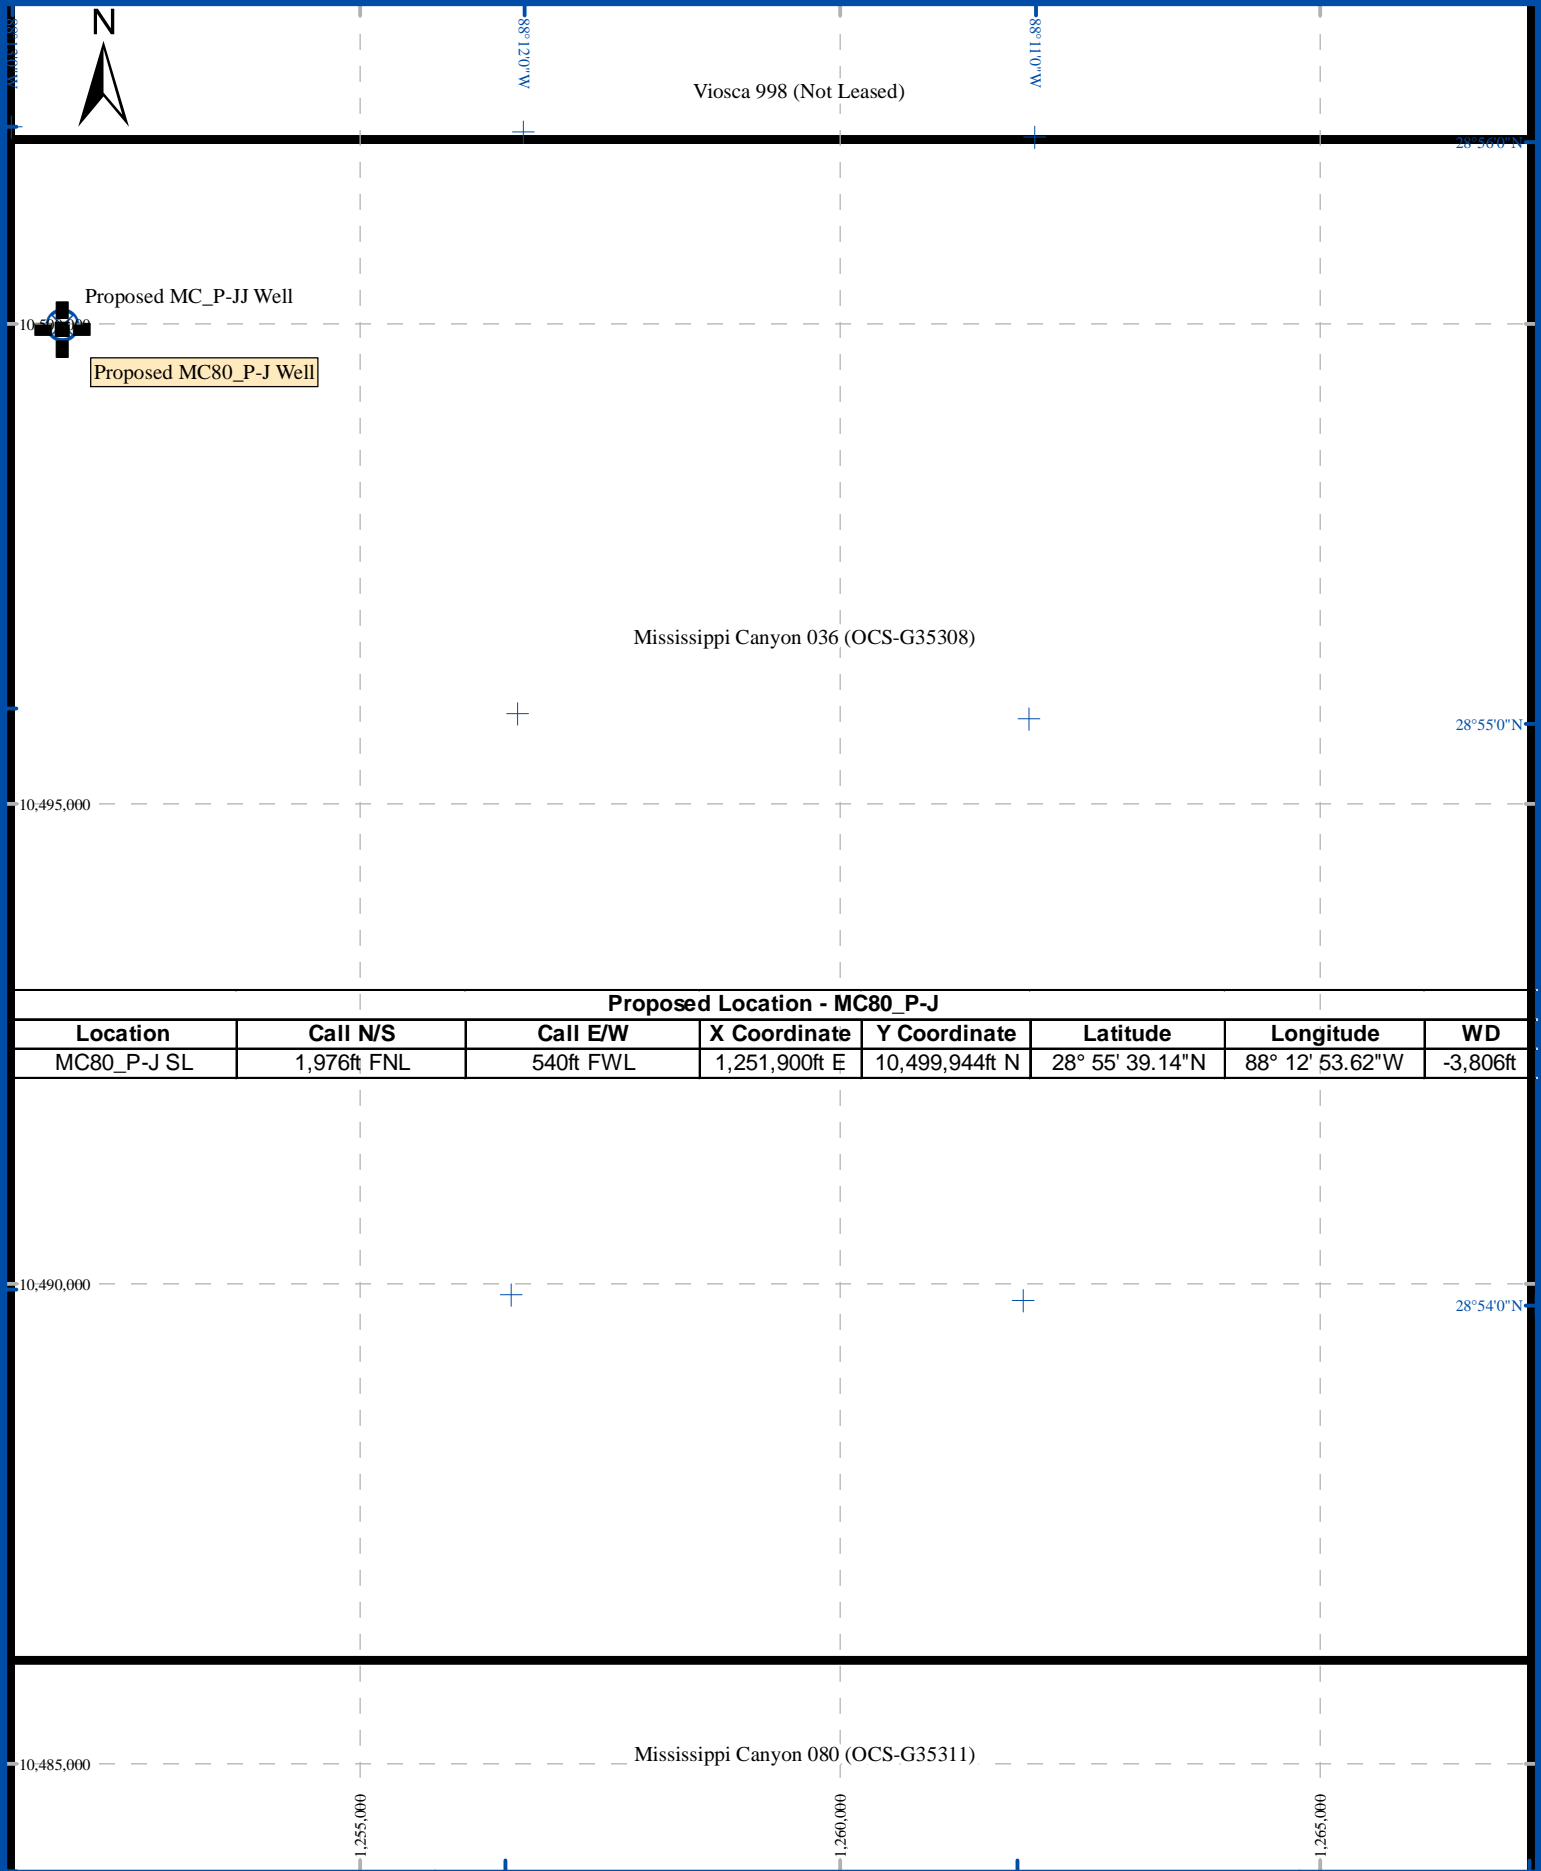 N
88°12'0"W
88°11'0"W
Viosca 998 (Not Leased)
28°56'0"N
Proposed MC_P-JJ Well
Proposed MC80_P-J Well
Mississippi Canyon 036 (OCS-G35308)
28°55'0"N
10,495,000
Proposed Location - MC80_P-J
Location Call N/S Call E/W X Coordinate Y Coordinate Latitude Longitude WD
MC80_P-J SL 1,976ft FNL 540ft FWL 1,251,900ft E 10,499,944ft N 28° 55' 39.14"N 88° 12' 53.62"W -3,806ft
10,490,000
28°54'0"N
Mississippi Canyon 080 (OCS-G35311)
10,485,000
1,255,000
1,260,000
1,265,000